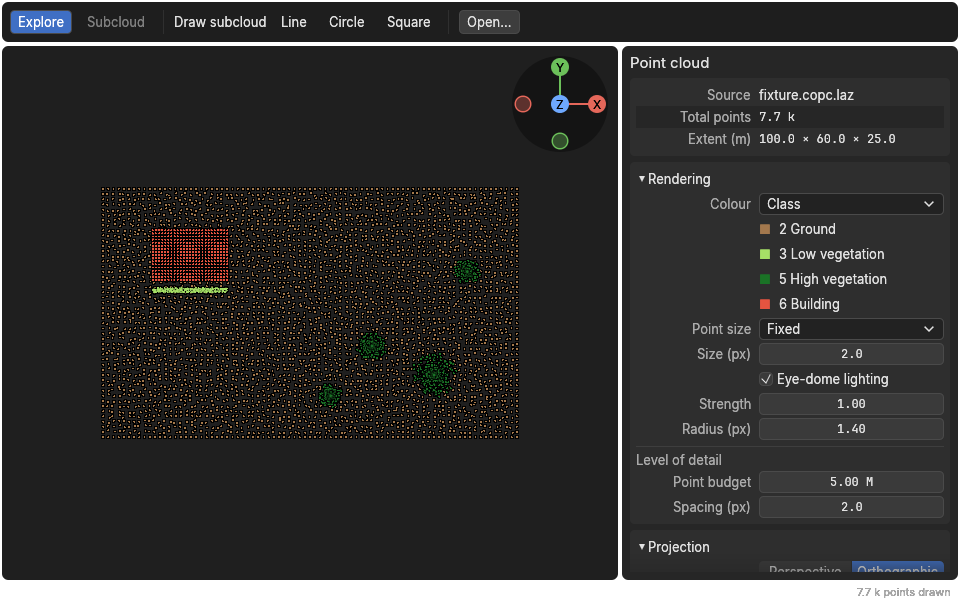 Explore Subcloud Draw subcloud Line Circle Square Open...
Y
Z X
Point cloud
Source fixture.copc.laz
Total points 7.7 k
Extent (m) 100.0 × 60.0 × 25.0
Rendering
Colour Class
2 Ground
3 Low vegetation
5 High vegetation
6 Building
Point size Fixed
Size (px) 2.0
Eye-dome lighting
Strength 1.00
Radius (px) 1.40
Level of detail
Point budget 5.00 M
Spacing (px) 2.0
Projection
Perspective Orthographic
7.7 k points drawn